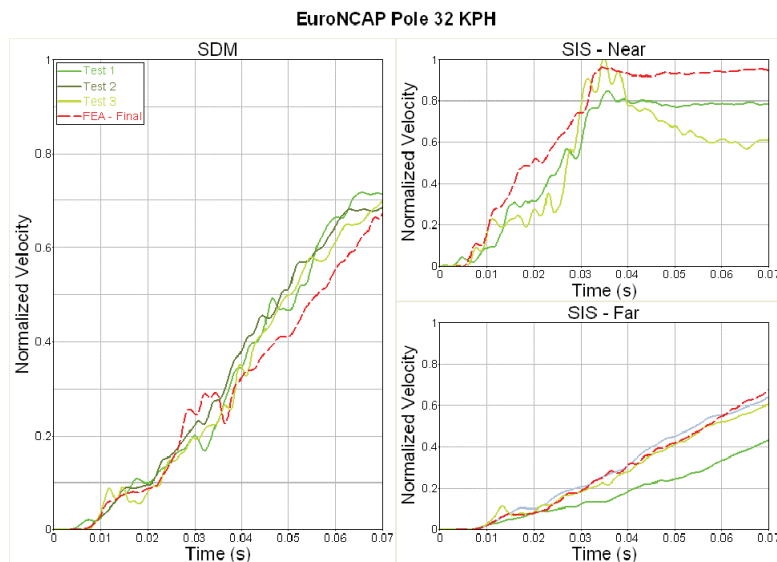 EuroNCAP Pole 32 KPH
SDM
Test 1
Test 2
Test 3
FEA - Final
Normalized Velocity
1
0.8
0.6
0.4
0.2
0
0 0.01 0.02 0.03 0.04 0.05 0.06 0.07
Time (s)
SIS - Near
Normalized Velocity
1
0.8
0.6
0.4
0.2
0
0 0.01 0.02 0.03 0.04 0.05 0.06 0.07
Time (s)
SIS - Far
Normalized Velocity
1
0.8
0.6
0.4
0.2
0
0 0.01 0.02 0.03 0.04 0.05 0.06 0.07
Time (s)